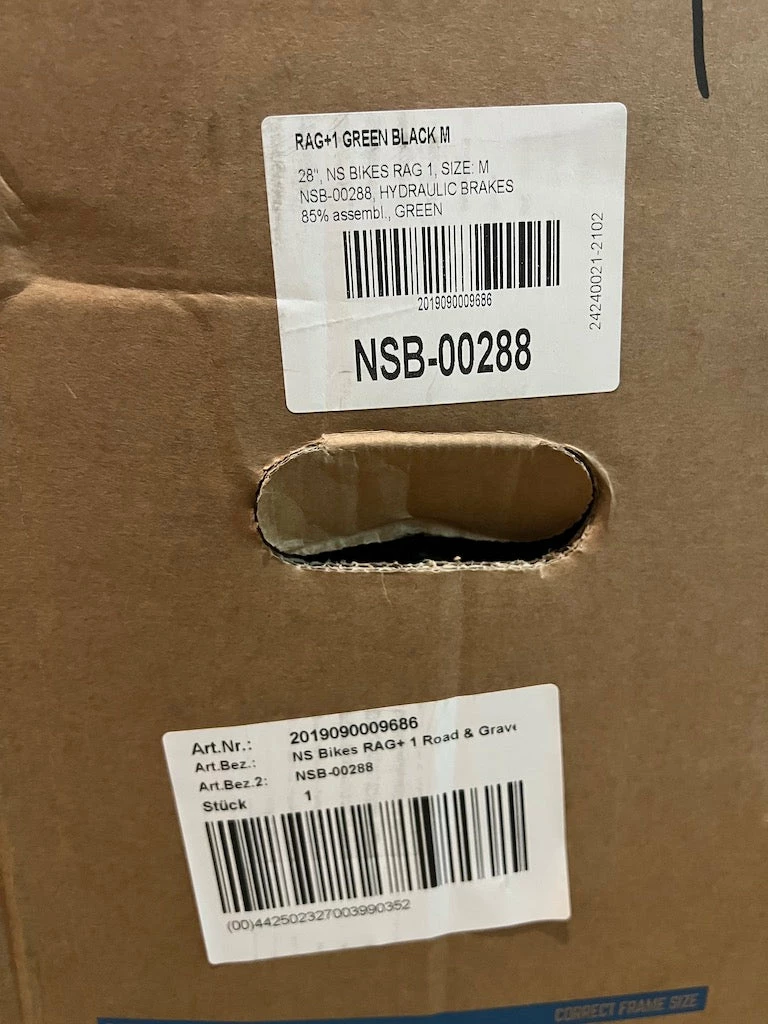 RAG+1 GREEN BLACK M
28", NS BIKES RAG 1, SIZE: M
NSB-00288, HYDRAULIC BRAKES
85% assembl., GREEN
2019090009686
24240021-2102
NSB-00288
Art.Nr.: 2019090009686
Art.Bez.: NS Bikes RAG+ 1 Road & Grave
Art.Bez.2: NSB-00288
Stück 1
(00)442502327003990352
CORRECT FRAME SIZE